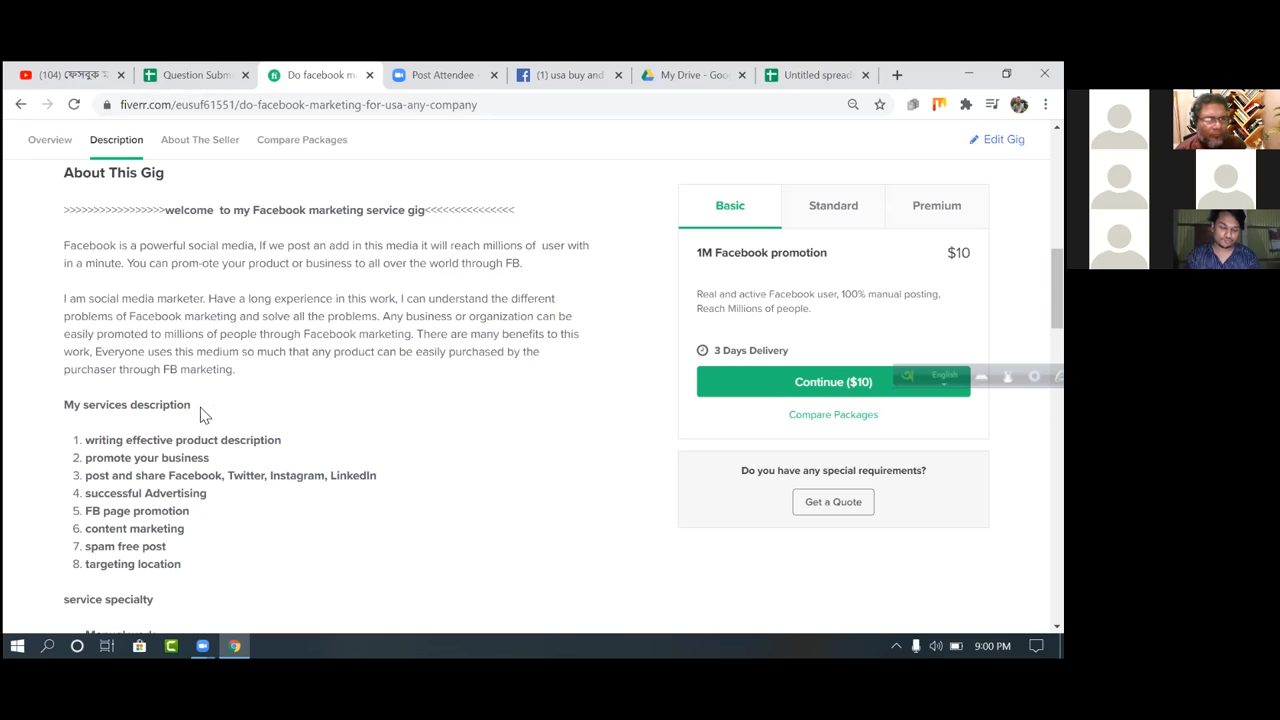 (104) ফেসবুক ম
Question Subm
Do facebook m
Post Attendee -
(1) usa buy and
My Drive - Goo
Untitled spread
fiverr.com/eusuf61551/do-facebook-marketing-for-usa-any-company
Overview
Description
About The Seller
Compare Packages
Edit Gig
About This Gig
>>>>>>>>>>>>>>>>>welcome to my Facebook marketing service gig<<<<<<<<<<<<<<<
Facebook is a powerful social media, If we post an add in this media it will reach millions of user with
in a minute. You can prom-ote your product or business to all over the world through FB.
I am social media marketer. Have a long experience in this work, I can understand the different
problems of Facebook marketing and solve all the problems. Any business or organization can be
easily promoted to millions of people through Facebook marketing. There are many benefits to this
work, Everyone uses this medium so much that any product can be easily purchased by the
purchaser through FB marketing.
My services description
1. writing effective product description
2. promote your business
3. post and share Facebook, Twitter, Instagram, LinkedIn
4. successful Advertising
5. FB page promotion
6. content marketing
7. spam free post
8. targeting location
service specialty
Basic
Standard
Premium
1M Facebook promotion
$10
Real and active Facebook user, 100% manual posting,
Reach Millions of people.
3 Days Delivery
Continue ($10)
English
Compare Packages
Do you have any special requirements?
Get a Quote
9:00 PM